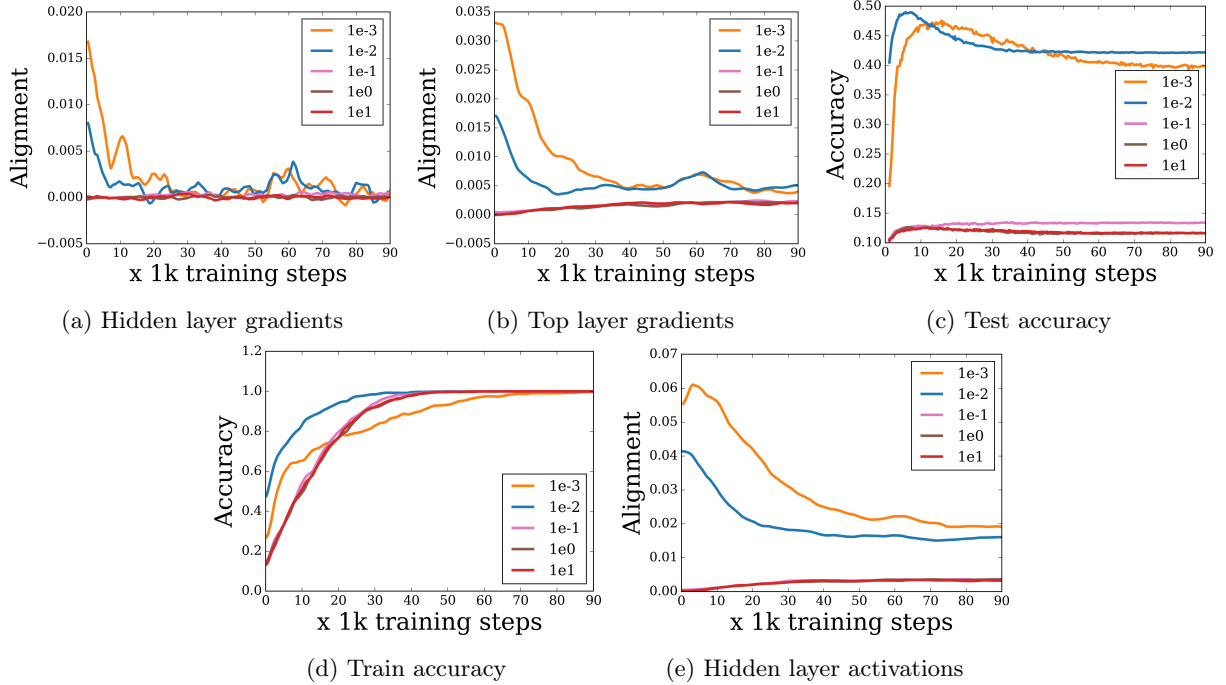 0.020
0.015
0.010
0.005
0.000
−0.005
Alignment
0 10 20 30 40 50 60 70 80 90
x 1k training steps
1e-3
1e-2
1e-1
1e0
1e1
(a) Hidden layer gradients
0.035
0.030
0.025
0.020
0.015
0.010
0.005
0.000
−0.005
Alignment
0 10 20 30 40 50 60 70 80 90
x 1k training steps
1e-3
1e-2
1e-1
1e0
1e1
(b) Top layer gradients
0.50
0.45
0.40
0.35
0.30
0.25
0.20
0.15
0.10
Accuracy
0 10 20 30 40 50 60 70 80 90
x 1k training steps
1e-3
1e-2
1e-1
1e0
1e1
(c) Test accuracy
1.2
1.0
0.8
0.6
0.4
0.2
0.0
Accuracy
0 10 20 30 40 50 60 70 80 90
x 1k training steps
1e-3
1e-2
1e-1
1e0
1e1
(d) Train accuracy
0.07
0.06
0.05
0.04
0.03
0.02
0.01
0.00
Alignment
0 10 20 30 40 50 60 70 80 90
x 1k training steps
1e-3
1e-2
1e-1
1e0
1e1
(e) Hidden layer activations